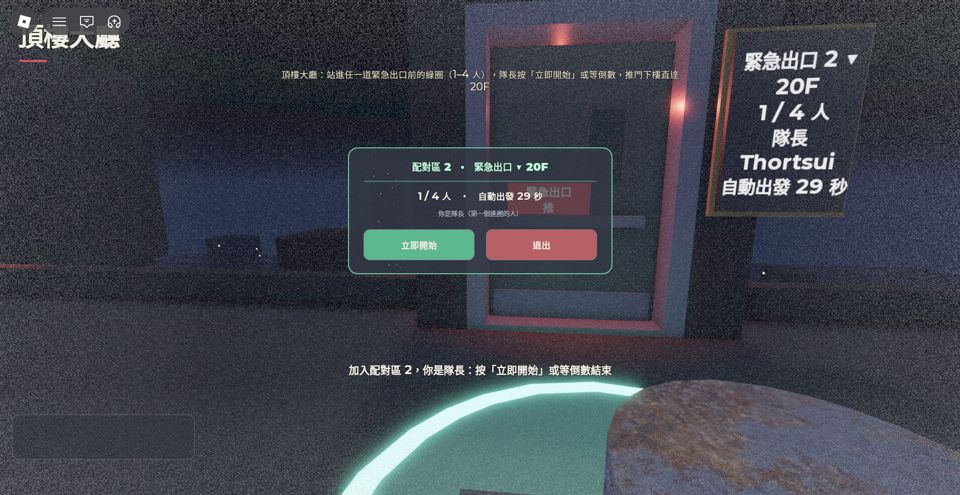 頂樓大廳
頂樓大廳：站進任一道緊急出口前的綠圈（1–4 人），隊長按「立即開始」或等倒數，推門下樓直達
20F
緊急出口 2 ▼
20F
1 / 4 人
隊長
Thortsui
自動出發 29 秒
配對區 2 • 緊急出口 ▼ 20F
1 / 4 人 • 自動出發 29 秒
緊急出口
推
你是隊長（第一個進圈的人）
立即開始
退出
加入配對區 2，你是隊長：按「立即開始」或等倒數結束